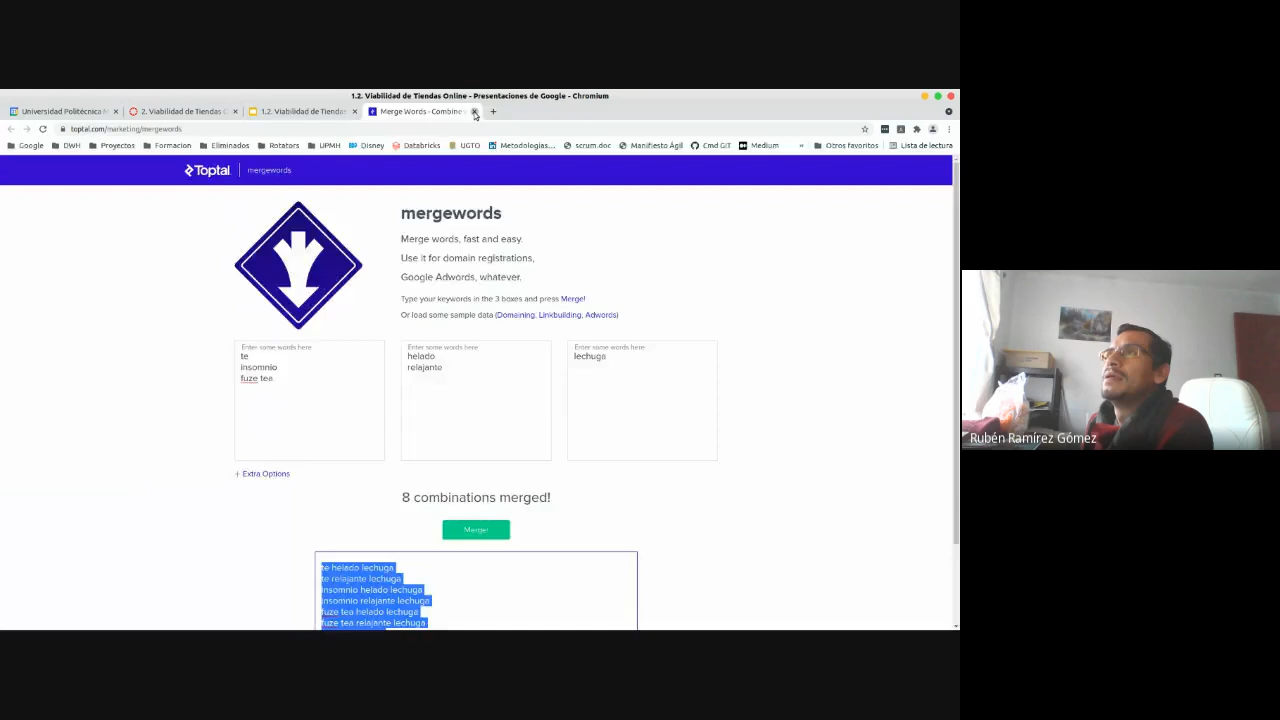 1.2. Viabilidad de Tiendas Online - Presentaciones de Google - Chromium
Universidad Politécnica M
2. Viabilidad de Tiendas O
1.2. Viabilidad de Tiendas
Merge Words - Combine
toptal.com/marketing/mergewords
Google
DWH
Proyectos
Formacion
Eliminados
Rotators
UPMH
Disney
Databricks
UGTO
Metodologías,...
scrum.doc
Manifiesto Ágil
Cmd GIT
Medium
»
Otros favoritos
Lista de lectura
Toptal
mergewords
mergewords
Merge words, fast and easy.
Use it for domain registrations,
Google Adwords, whatever.
Type your keywords in the 3 boxes and press Merge!
Or load some sample data (Domaining, Linkbuilding, Adwords)
Enter some words here
te
insomnio
fuze tea
Enter some words here
helado
relajante
Enter some words here
lechuga
+ Extra Options
8 combinations merged!
Merge!
te helado lechuga
te relajante lechuga
insomnio helado lechuga
insomnio relajante lechuga
fuze tea helado lechuga
fuze tea relajante lechuga
Rubén Ramírez Gómez